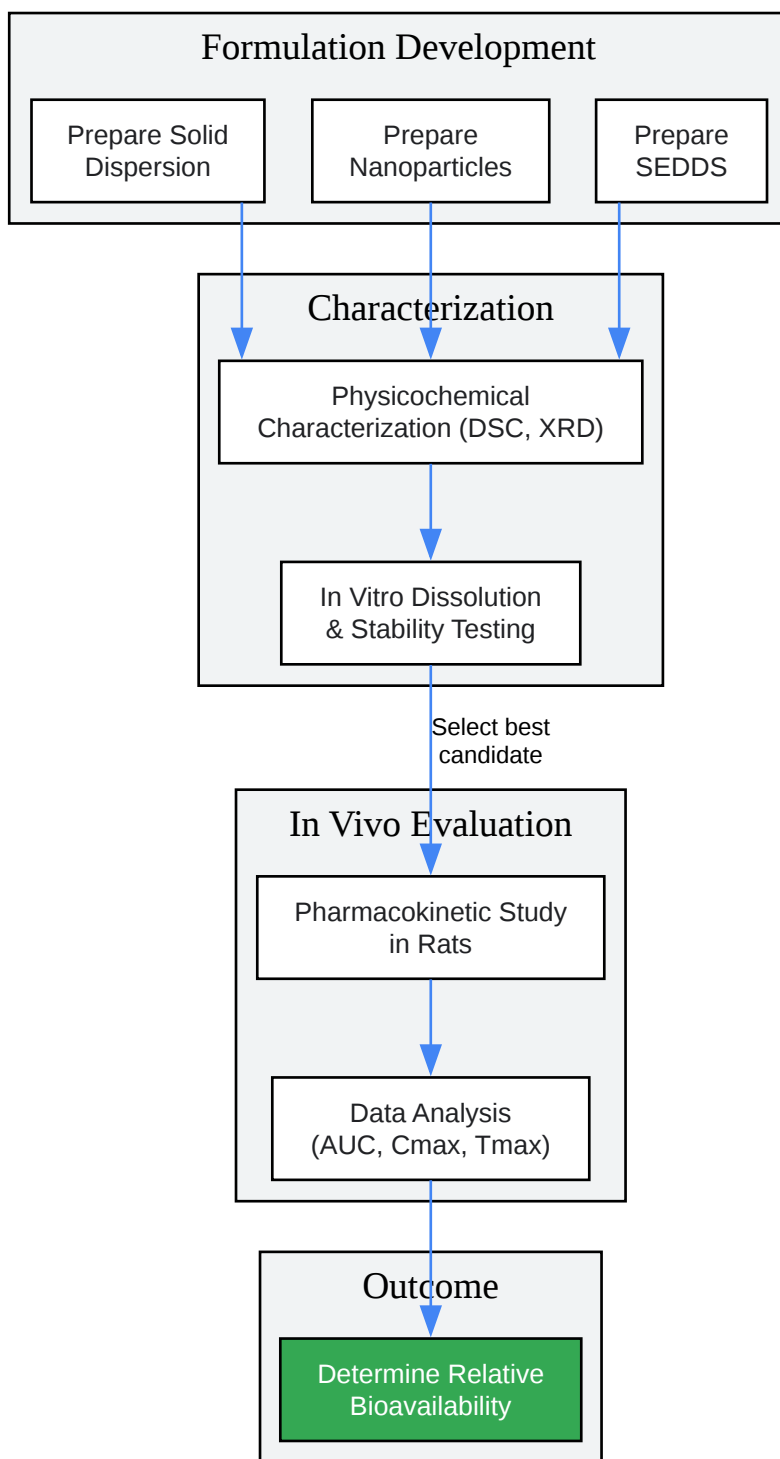 Formulation Development
Prepare Solid
Dispersion
Prepare
Nanoparticles
Prepare
SEDDS
Characterization
Physicochemical
Characterization (DSC, XRD)
In Vitro Dissolution
& Stability Testing
Select best
candidate
In Vivo Evaluation
Pharmacokinetic Study
in Rats
Data Analysis
(AUC, Cmax, Tmax)
Outcome
Determine Relative
Bioavailability